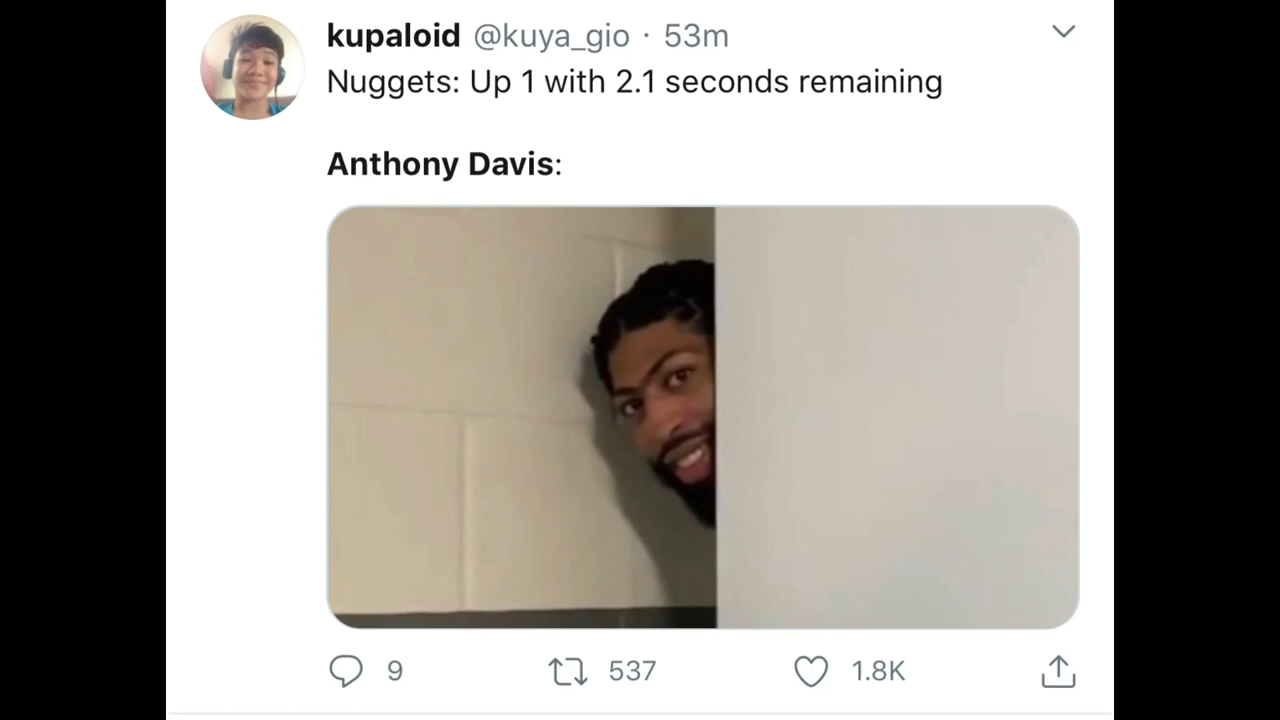 kupaloid @kuya_gio · 53m
Nuggets: Up 1 with 2.1 seconds remaining
Anthony Davis:
9 537 1.8K